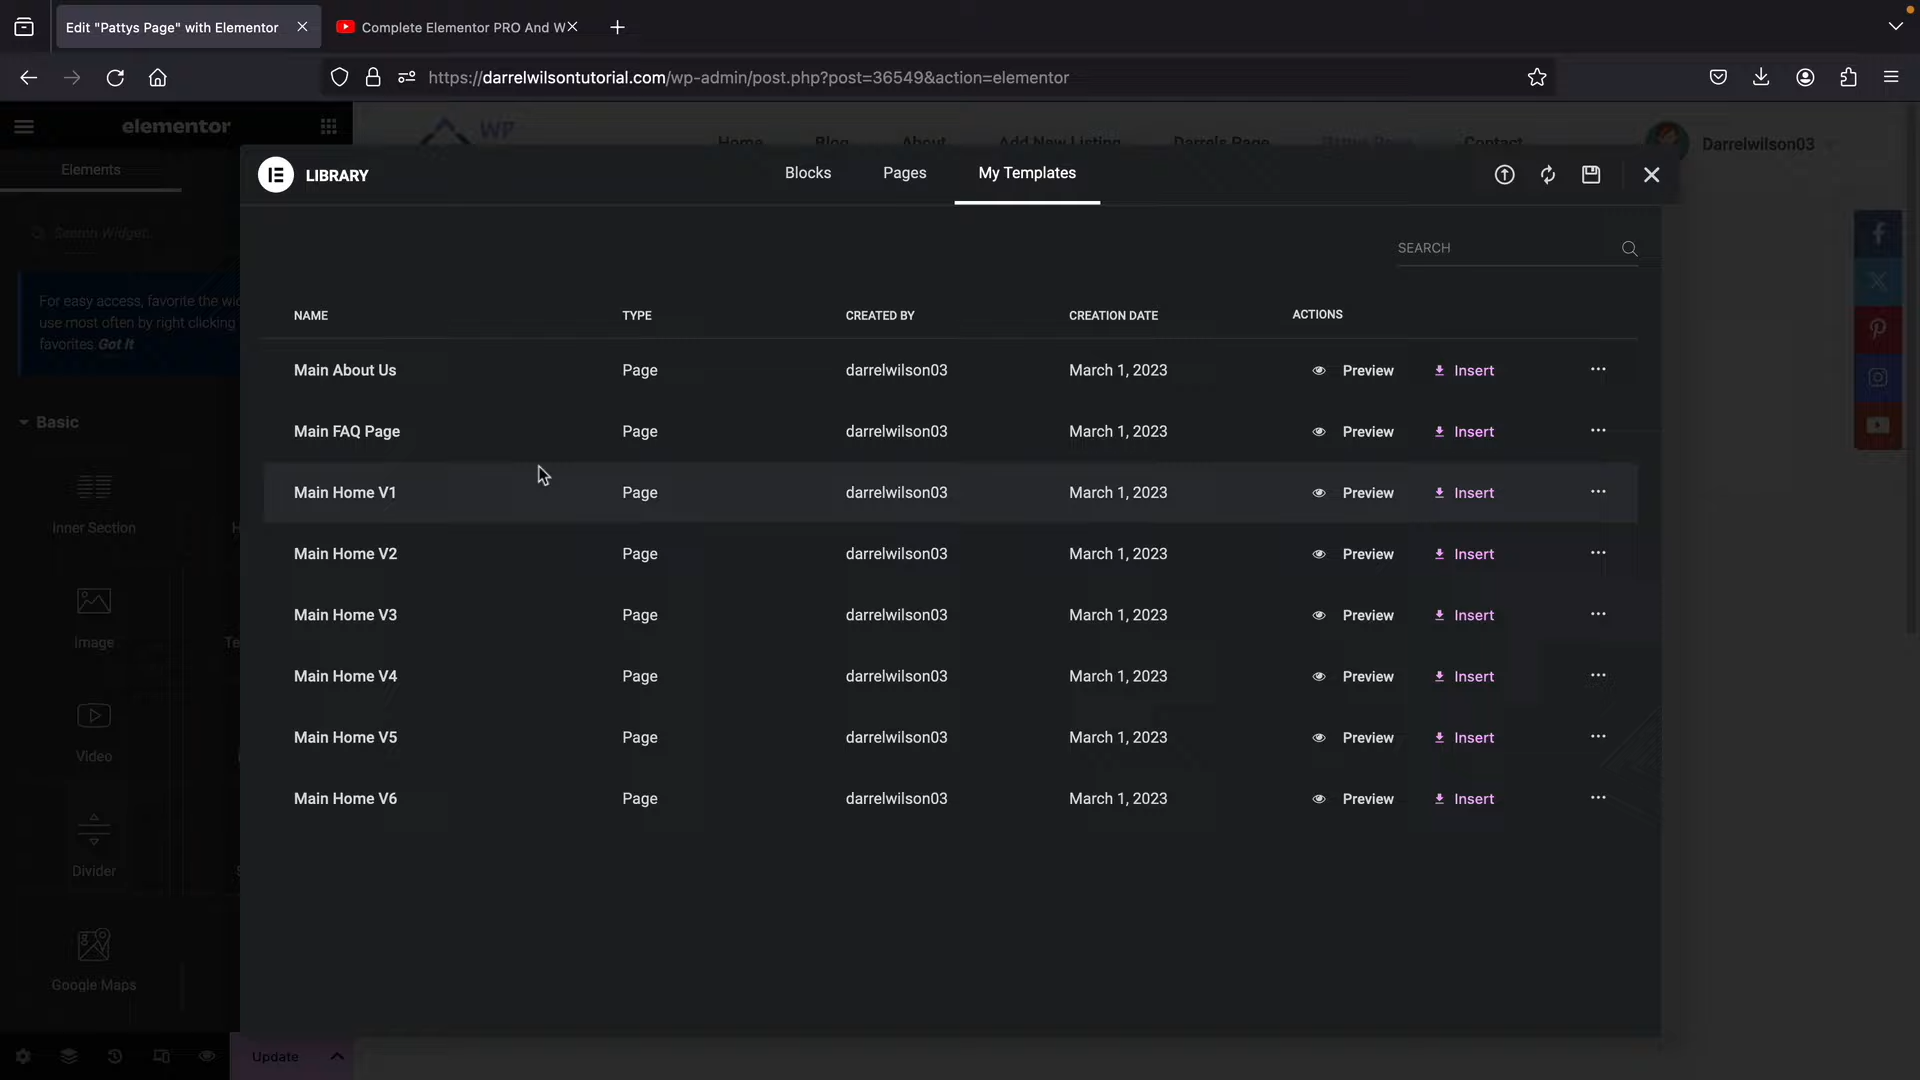 Edit "Pattys Page" with Elementor
Complete Elementor PRO And W
https://darrelwilsontutorial.com/wp-admin/post.php?post=36549&action=elementor
elementor
WP
Home Blog About Add New Listing Darrels Page Pattys Page Contact
Darrelwilson03
Elements
LIBRARY
Blocks
Pages
My Templates
Search Widget...
SEARCH
For easy access, favorite the wid
use most often by right clicking
favorites. Got It
NAME TYPE CREATED BY CREATION DATE ACTIONS
Main About Us Page darrelwilson03 March 1, 2023 Preview Insert
Main FAQ Page Page darrelwilson03 March 1, 2023 Preview Insert
Main Home V1 Page darrelwilson03 March 1, 2023 Preview Insert
Main Home V2 Page darrelwilson03 March 1, 2023 Preview Insert
Main Home V3 Page darrelwilson03 March 1, 2023 Preview Insert
Main Home V4 Page darrelwilson03 March 1, 2023 Preview Insert
Main Home V5 Page darrelwilson03 March 1, 2023 Preview Insert
Main Home V6 Page darrelwilson03 March 1, 2023 Preview Insert
Basic
Inner Section
H
Image
Te
Video
Divider
S
Google Maps
Update